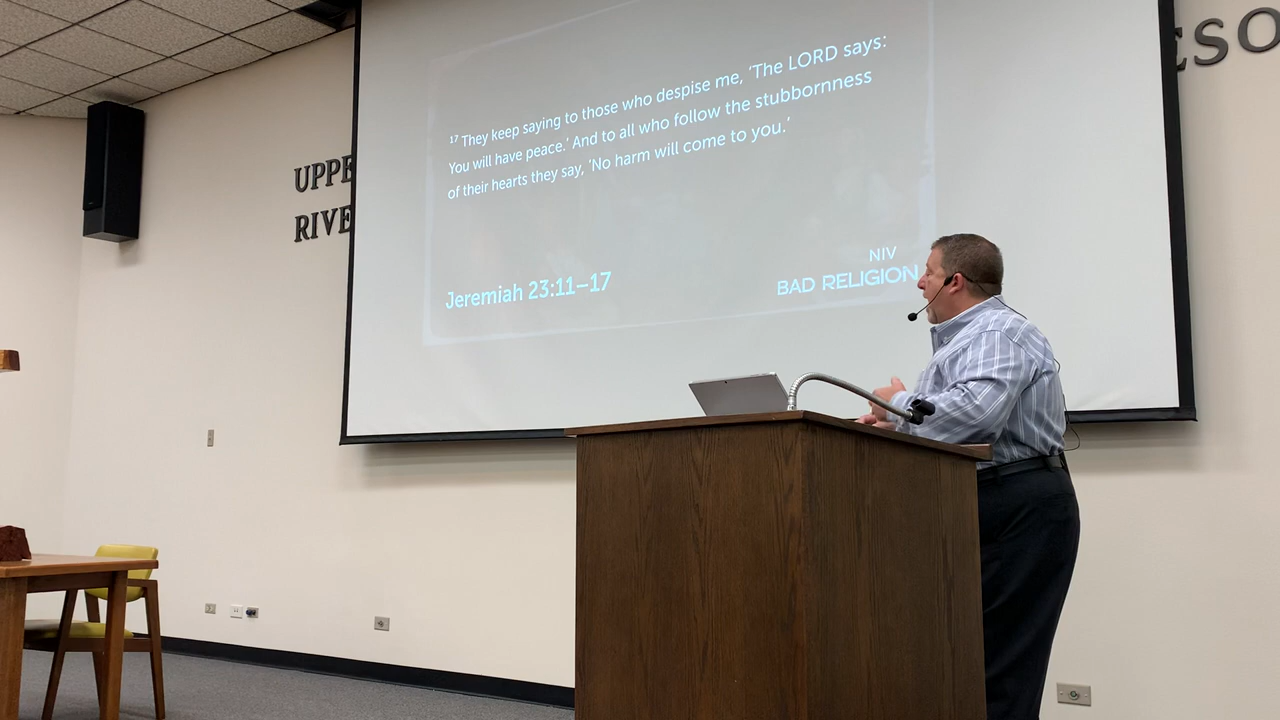 ¹⁷ They keep saying to those who despise me, 'The LORD says:
You will have peace.' And to all who follow the stubbornness
of their hearts they say, 'No harm will come to you.'
Jeremiah 23:11–17
NIV
BAD RELIGION
UPPE
RIVE
SO